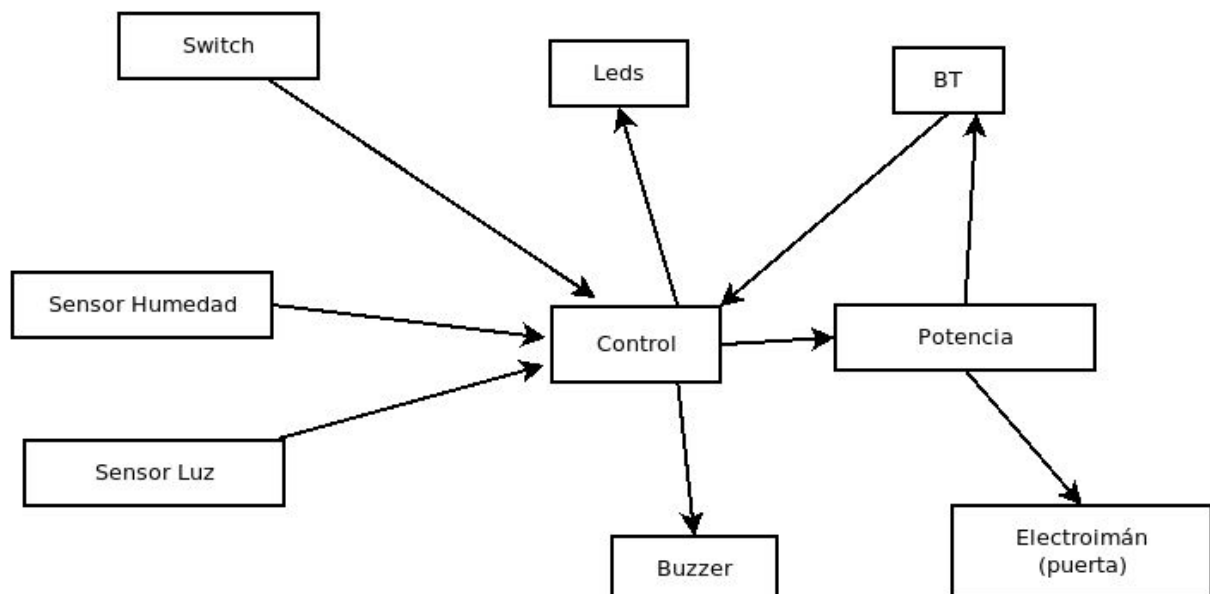 Switch
Leds
BT
Sensor Humedad
Control
Potencia
Sensor Luz
Buzzer
Electroimán
(puerta)